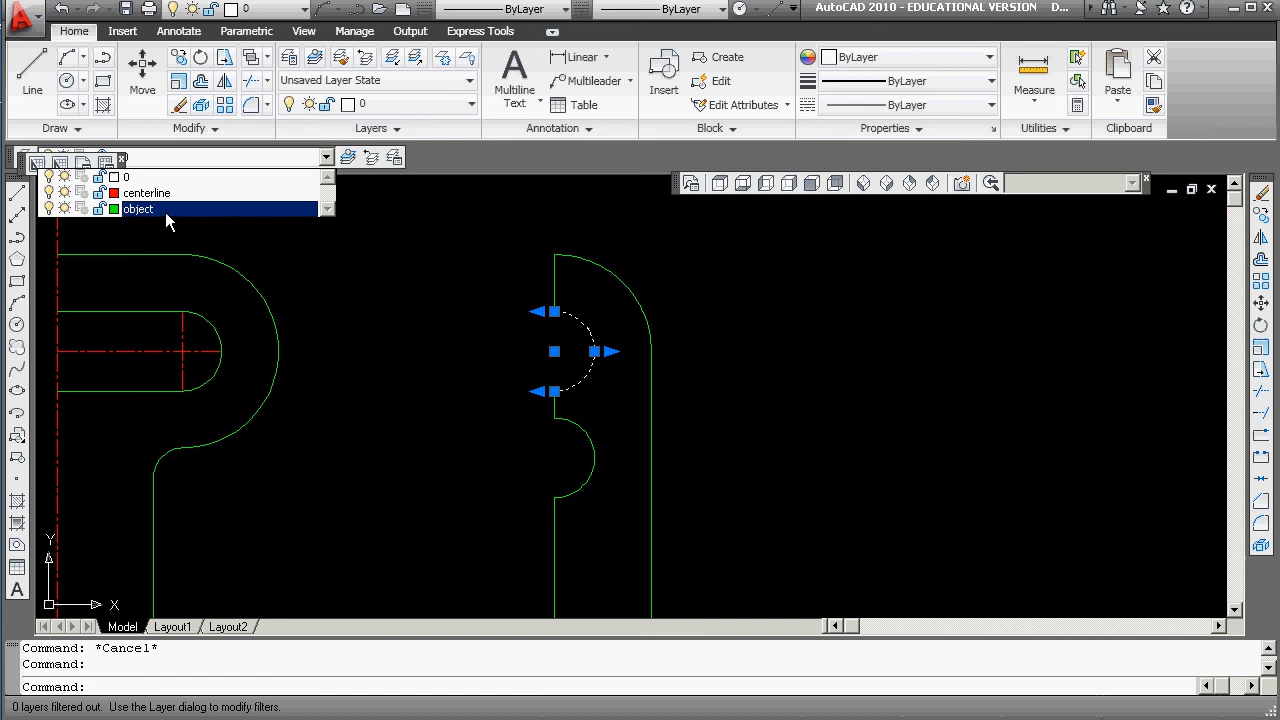 0
ByLayer
ByLayer
AutoCAD 2010 - EDUCATIONAL VERSION D...
Home Insert Annotate Parametric View Manage Output Express Tools
Line
Move
Unsaved Layer State
0
Multiline
Text
Linear
Multileader
Table
Insert
Create
Edit
Edit Attributes
ByLayer
ByLayer
ByLayer
Measure
Paste
Draw Modify Layers Annotation Block Properties Utilities Clipboard
0
centerline
object
Y
X
A
Model Layout1 Layout2
Command: *Cancel*
Command:
Command:
0 layers filtered out. Use the Layer dialog to modify filters.